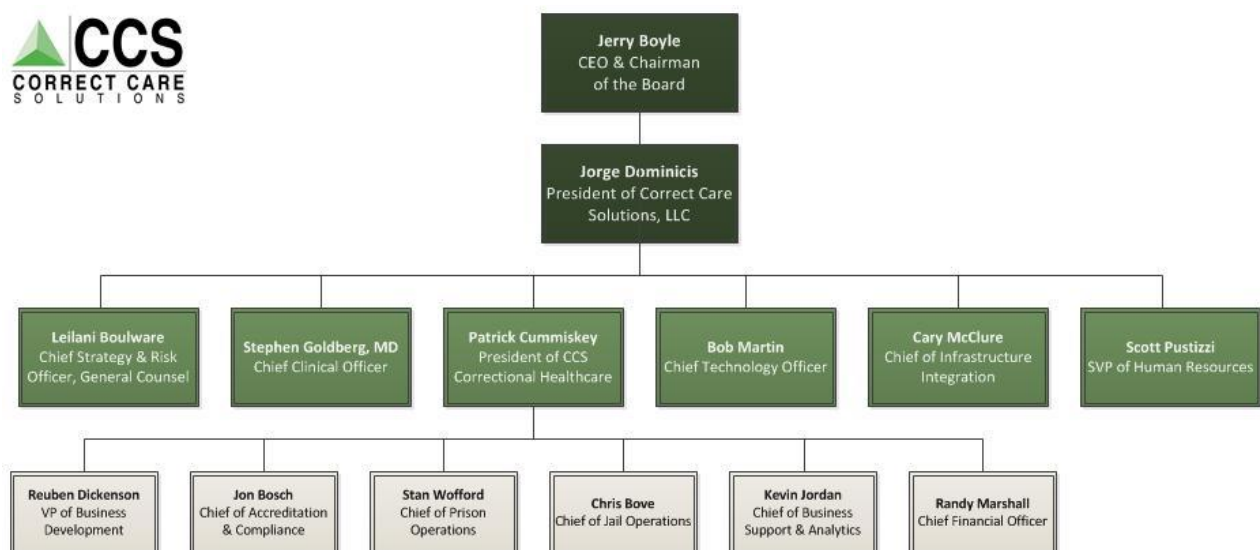 CCS
CORRECT CARE
SOLUTIONS
Jerry Boyle
CEO & Chairman
of the Board
Jorge Dominicis
President of Correct Care
Solutions, LLC
Leilani Boulware
Chief Strategy & Risk
Officer, General Counsel
Stephen Goldberg, MD
Chief Clinical Officer
Patrick Cummiskey
President of CCS
Correctional Healthcare
Bob Martin
Chief Technology Officer
Cary McClure
Chief of Infrastructure
Integration
Scott Pustizzi
SVP of Human Resources
Reuben Dickenson
VP of Business
Development
Jon Bosch
Chief of Accreditation
& Compliance
Stan Wofford
Chief of Prison
Operations
Chris Bove
Chief of Jail Operations
Kevin Jordan
Chief of Business
Support & Analytics
Randy Marshall
Chief Financial Officer